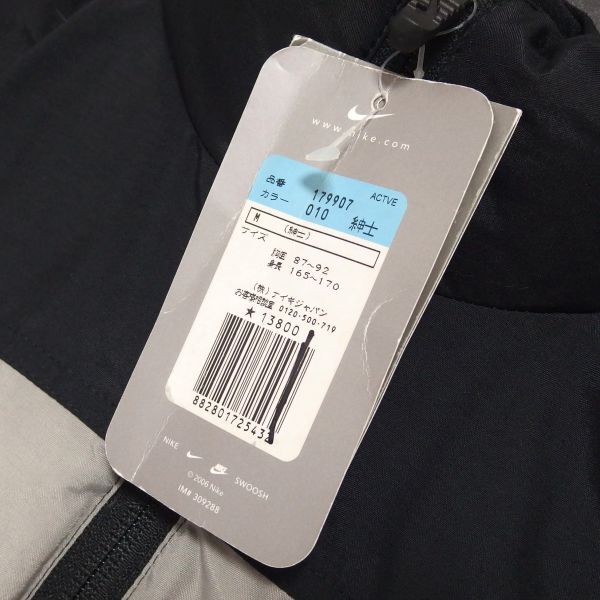 www.nike.com
品番 179907 ACTVE
カラー 010 紳士
M (紳士)
サイズ
胸囲 87~92
身長 165~170
(株)ナイキジャパン
お客様相談室 0120-500-719
★13800
88280172543
NIKE SWOOSH
© 2006 Nike
IM# 309288